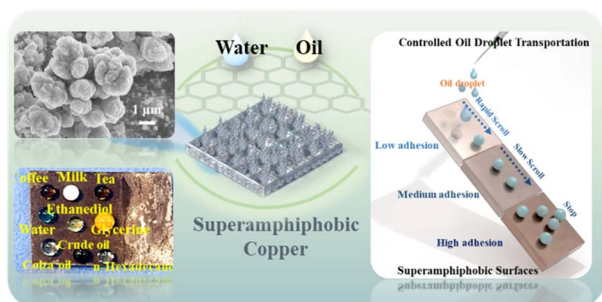 1 μm
offee Milk Tea
Ethanediol
Water Glycerine
Crude oil
Colza oil n Hexadecane
Water Oil
Superamphiphobic
Copper
Controlled Oil Droplet Transportation
Oil droplet
Rapid Scroll
Low adhesion
Slow Scroll
Medium adhesion
Stop
High adhesion
Superamphiphobic Surfaces